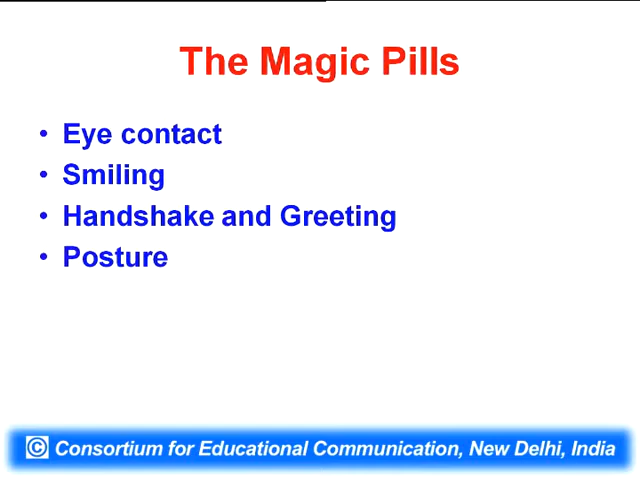 The Magic Pills
• Eye contact
• Smiling
• Handshake and Greeting
• Posture
© Consortium for Educational Communication, New Delhi, India